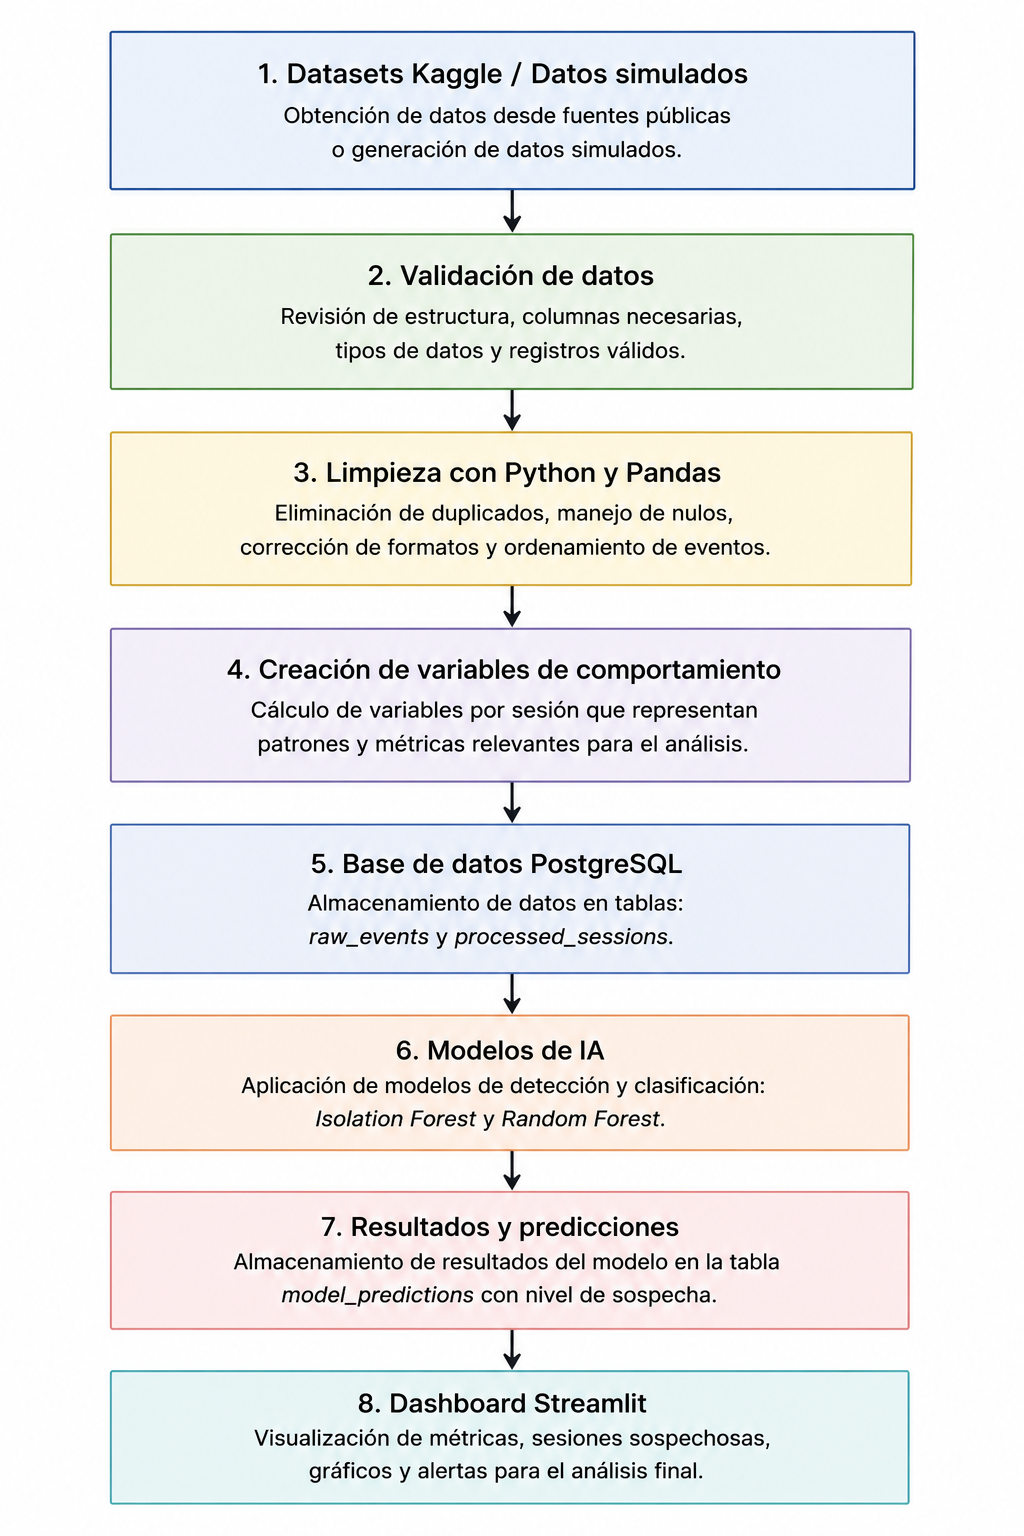 1. Datasets Kaggle / Datos simulados
Obtención de datos desde fuentes públicas
o generación de datos simulados.
2. Validación de datos
Revisión de estructura, columnas necesarias,
tipos de datos y registros válidos.
3. Limpieza con Python y Pandas
Eliminación de duplicados, manejo de nulos,
corrección de formatos y ordenamiento de eventos.
4. Creación de variables de comportamiento
Cálculo de variables por sesión que representan
patrones y métricas relevantes para el análisis.
5. Base de datos PostgreSQL
Almacenamiento de datos en tablas:
raw_events y processed_sessions.
6. Modelos de IA
Aplicación de modelos de detección y clasificación:
Isolation Forest y Random Forest.
7. Resultados y predicciones
Almacenamiento de resultados del modelo en la tabla
model_predictions con nivel de sospecha.
8. Dashboard Streamlit
Visualización de métricas, sesiones sospechosas,
gráficos y alertas para el análisis final.